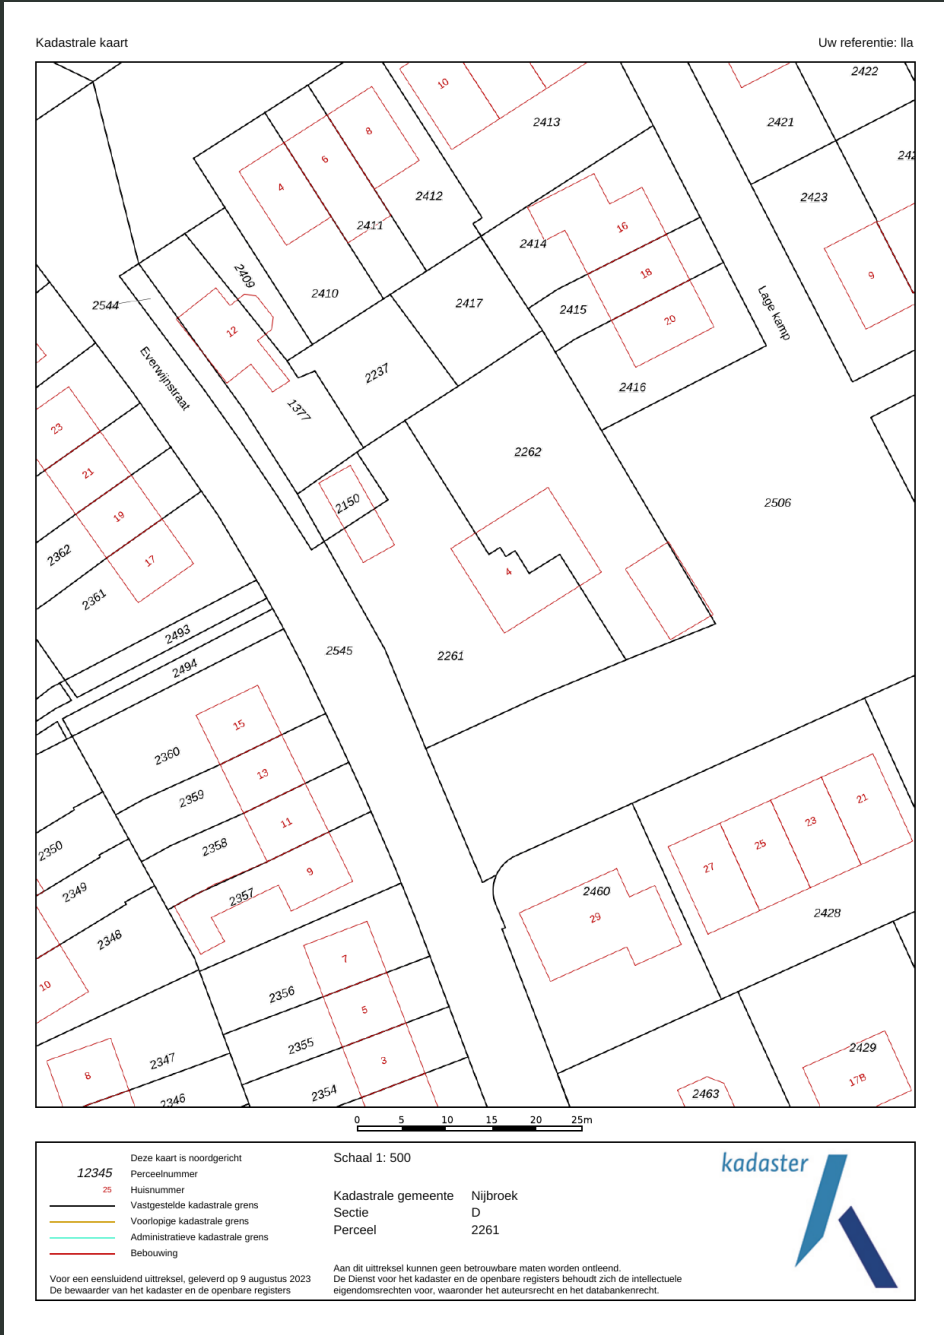 Kadastrale kaart
Uw referentie: lla
2422
10
2413
2421
8
6
4
2412
2411
2423
2414
16
2409
18
9
2410
2417
2544
2415
Lage kamp
12
20
Everwijnstraat
2237
2416
1377
23
2262
21
2150
2506
19
2362
17
4
2361
2493
2545
2261
2494
15
2360
13
2359
21
11
23
2358
25
2350
27
9
2460
2349
2357
29
2428
2348
7
10
2356
5
2355
2429
2347
3
8
17B
2354
2463
2346
0 5 10 15 20 25m
Deze kaart is noordgericht
12345 Perceelnummer
25 Huisnummer
Vastgestelde kadastrale grens
Voorlopige kadastrale grens
Administratieve kadastrale grens
Bebouwing
Voor een eensluidend uittreksel, geleverd op 9 augustus 2023
De bewaarder van het kadaster en de openbare registers
Schaal 1: 500
Kadastrale gemeente Nijbroek
Sectie D
Perceel 2261
Aan dit uittreksel kunnen geen betrouwbare maten worden ontleend.
De Dienst voor het kadaster en de openbare registers behoudt zich de intellectuele
eigendomsrechten voor, waaronder het auteursrecht en het databankenrecht.
kadaster